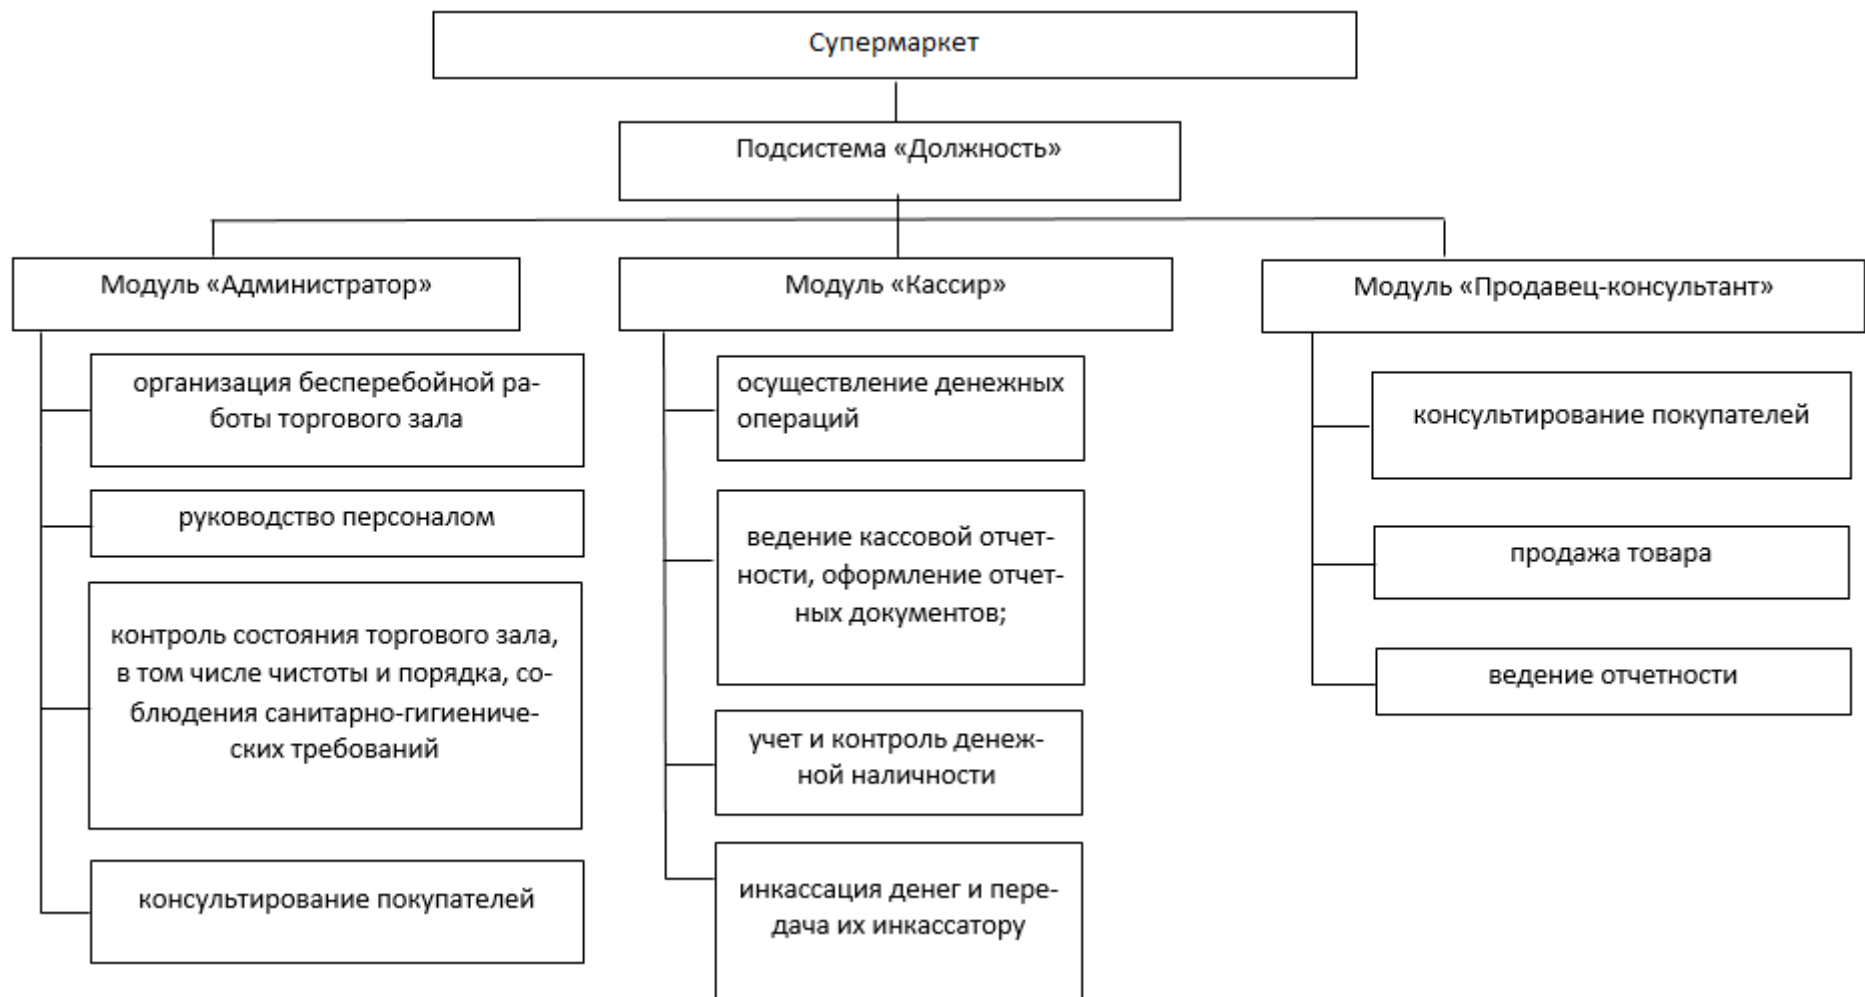 Супермаркет
Подсистема «Должность»
Модуль «Администратор»
организация бесперебойной ра-
боты торгового зала
руководство персоналом
контроль состояния торгового зала,
в том числе чистоты и порядка, со-
блюдения санитарно-гигиениче-
ских требований
консультирование покупателей
Модуль «Кассир»
осуществление денежных
операций
ведение кассовой отчет-
ности, оформление отчет-
ных документов;
учет и контроль денеж-
ной наличности
инкассация денег и пере-
дача их инкассатору
Модуль «Продавец-консультант»
консультирование покупателей
продажа товара
ведение отчетности